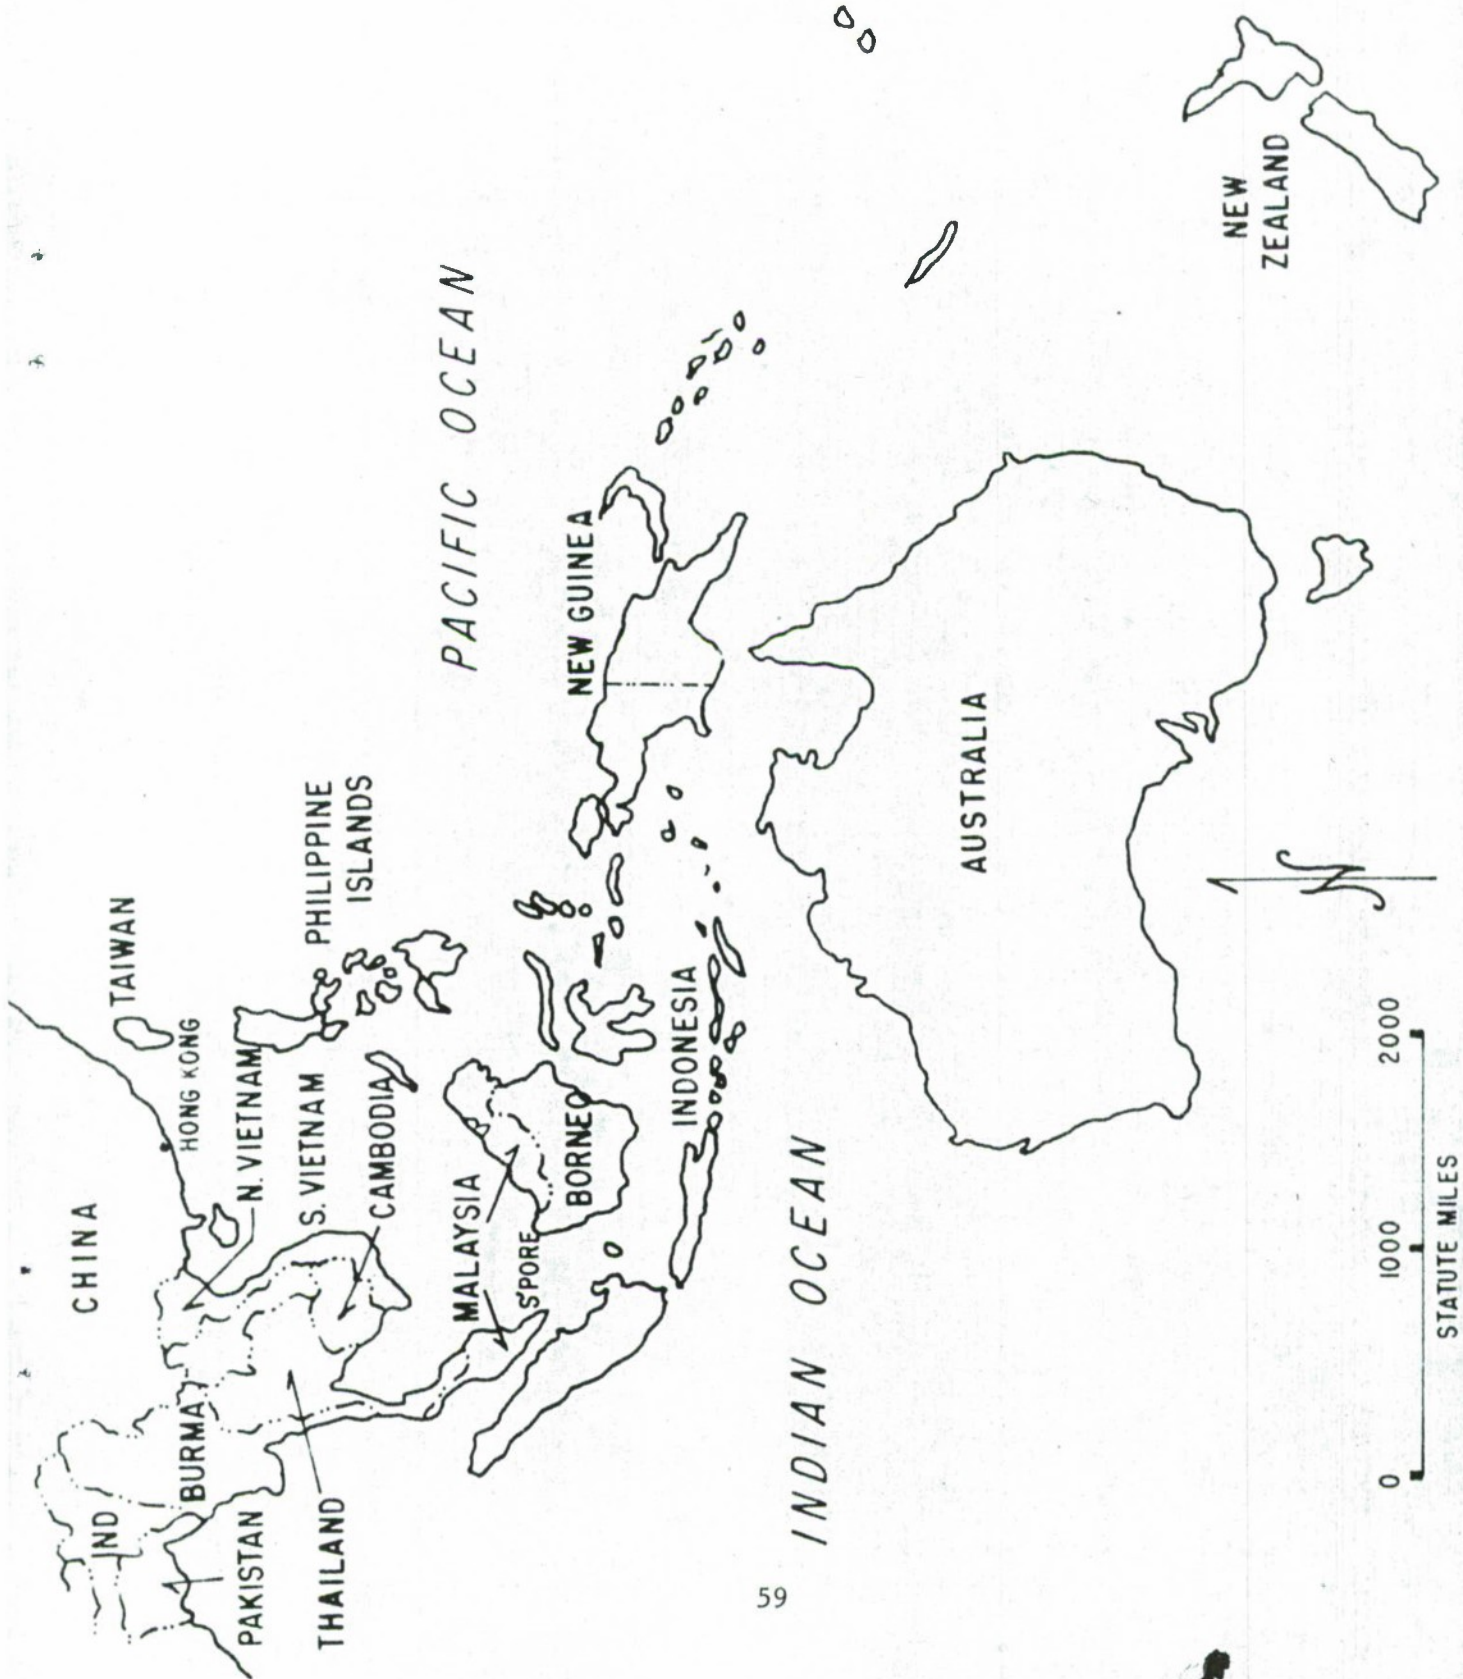 CHINA
TAIWAN
HONG KONG
IND
BURMA
PAKISTAN
THAILAND
N. VIETNAM
S. VIETNAM
CAMBODIA
PHILIPPINE
ISLANDS
PACIFIC OCEAN
MALAYSIA
S'PORE
BORNEO
INDONESIA
NEW GUINEA
INDIAN OCEAN
AUSTRALIA
NEW
ZEALAND
N
0 1000 2000
STATUTE MILES
59